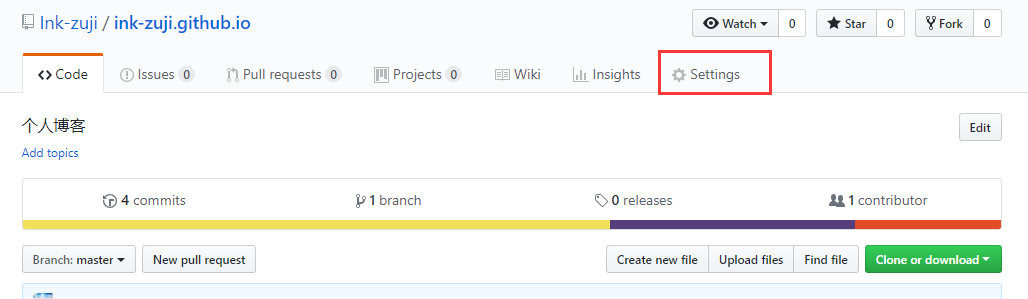 Ink-zuji / ink-zuji.github.io Watch 0 Star 0 Fork 0
Code Issues 0 Pull requests 0 Projects 0 Wiki Insights Settings
个人博客 Edit
Add topics
4 commits 1 branch 0 releases 1 contributor
Branch: master New pull request Create new file Upload files Find file Clone or download